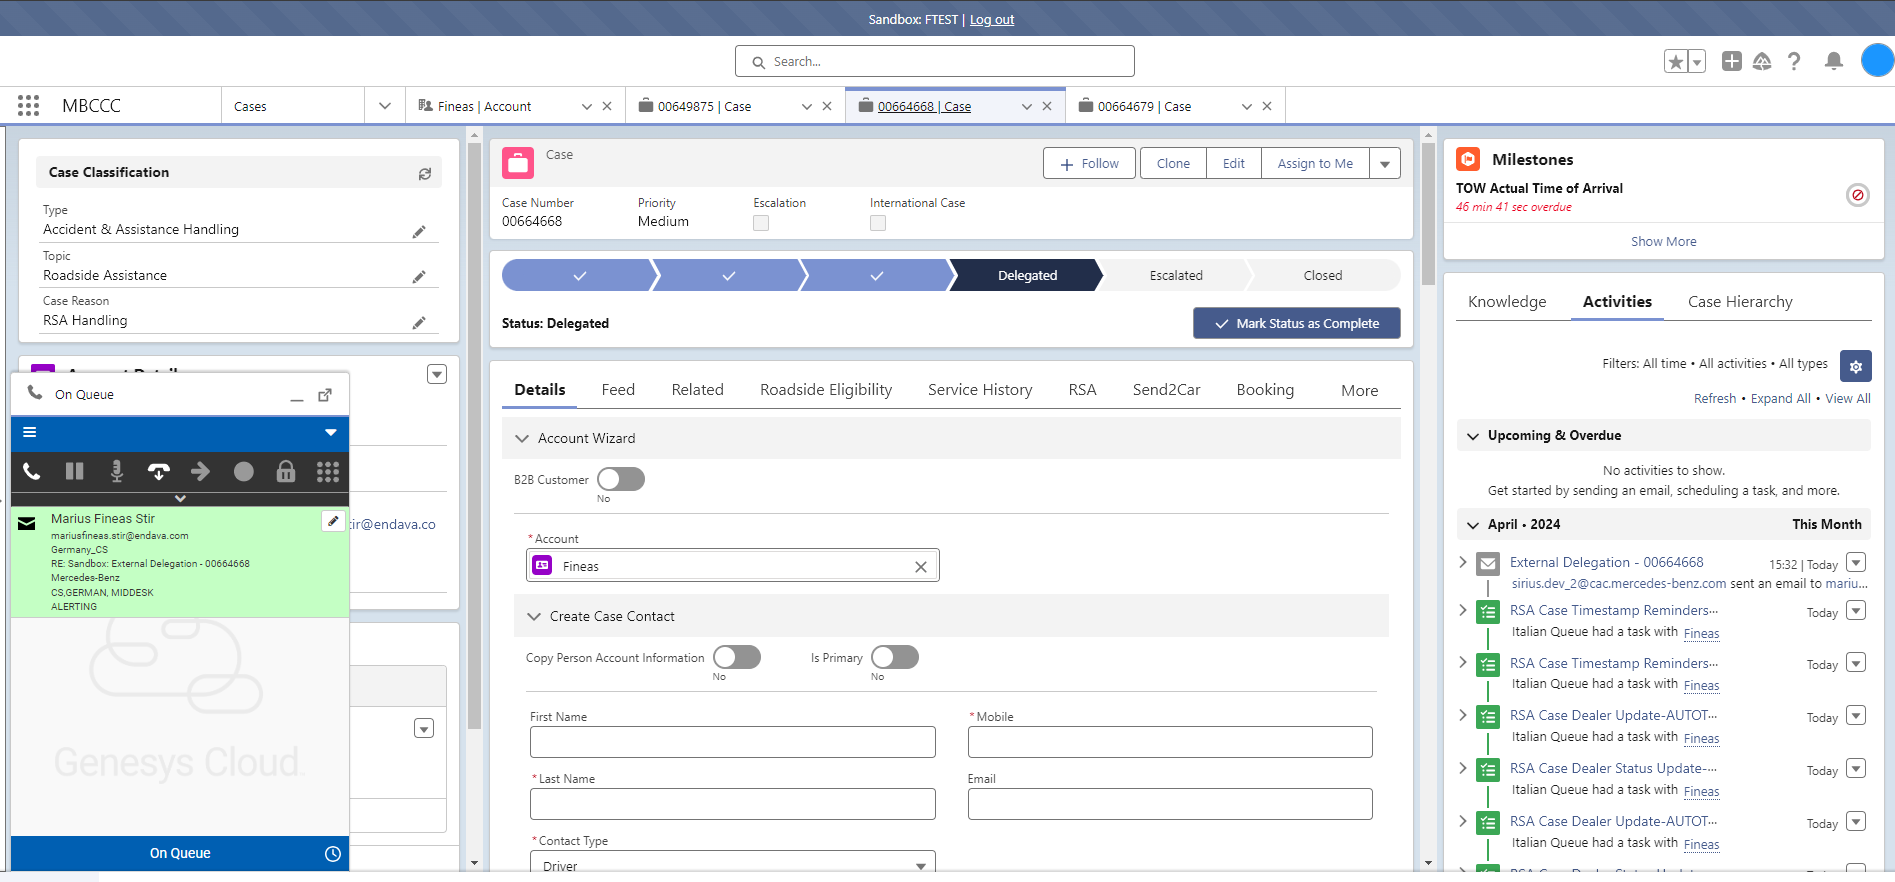 Sandbox: FTEST | Log out
Search...
MBCCC
Cases
Fineas | Account
00649875 | Case
00664668 | Case
00664679 | Case
Case Classification
Type
Accident & Assistance Handling
Topic
Roadside Assistance
Case Reason
RSA Handling
On Queue
tir@endava.co
Marius Fineas Stir
mariusfineas.stir@endava.com
Germany_CS
RE: Sandbox: External Delegation - 00664668
Mercedes-Benz
CS,GERMAN, MIDDESK
ALERTING
Genesys Cloud.
On Queue
Case
Follow
Clone
Edit
Assign to Me
Case Number
00664668
Priority
Medium
Escalation
International Case
Delegated
Escalated
Closed
Status: Delegated
Mark Status as Complete
Details
Feed
Related
Roadside Eligibility
Service History
RSA
Send2Car
Booking
More
Account Wizard
B2B Customer
No
*Account
Fineas
Create Case Contact
Copy Person Account Information
No
Is Primary
No
First Name
*Mobile
*Last Name
Email
*Contact Type
Driver
Milestones
TOW Actual Time of Arrival
46 min 41 sec overdue
Show More
Knowledge
Activities
Case Hierarchy
Filters: All time • All activities • All types
Refresh • Expand All • View All
Upcoming & Overdue
No activities to show.
Get started by sending an email, scheduling a task, and more.
April • 2024
This Month
External Delegation - 00664668
15:32 | Today
sirius.dev_2@cac.mercedes-benz.com sent an email to mariu...
RSA Case Timestamp Reminders...
Today
Italian Queue had a task with Fineas
RSA Case Timestamp Reminders...
Today
Italian Queue had a task with Fineas
RSA Case Dealer Update-AUTOT...
Today
Italian Queue had a task with Fineas
RSA Case Dealer Status Update-...
Today
Italian Queue had a task with Fineas
RSA Case Dealer Update-AUTOT...
Today
Italian Queue had a task with Fineas